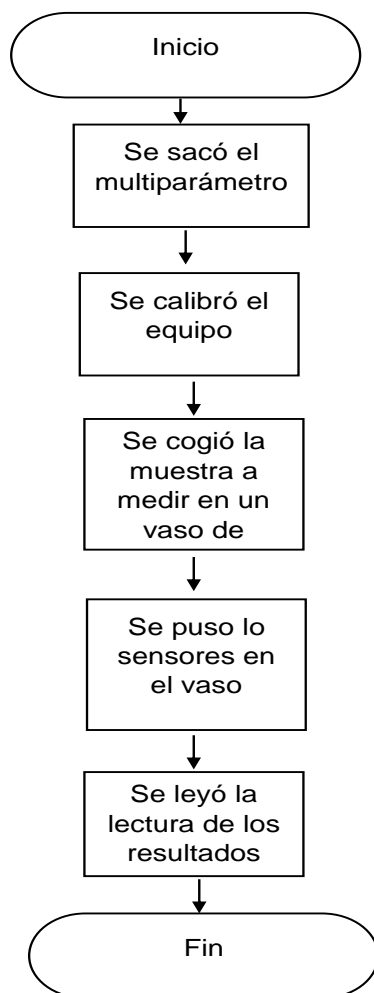 Inicio
Se sacó el
multiparámetro
Se calibró el
equipo
Se cogió la
muestra a
medir en un
vaso de
Se puso lo
sensores en
el vaso
Se leyó la
lectura de los
resultados
Fin